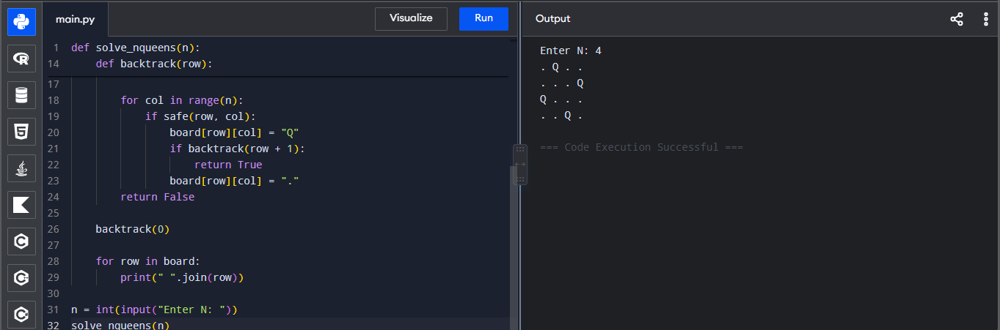 main.py
Visualize
Run
1 def solve_nqueens(n):
14     def backtrack(row):
17
18         for col in range(n):
19             if safe(row, col):
20                 board[row][col] = "Q"
21                 if backtrack(row + 1):
22                     return True
23                 board[row][col] = "."
24         return False
25
26     backtrack(0)
27
28     for row in board:
29         print(" ".join(row))
30
31 n = int(input("Enter N: "))
32 solve_nqueens(n)
Output
Enter N: 4
. Q . .
. . . Q
Q . . .
. . Q .
=== Code Execution Successful ===